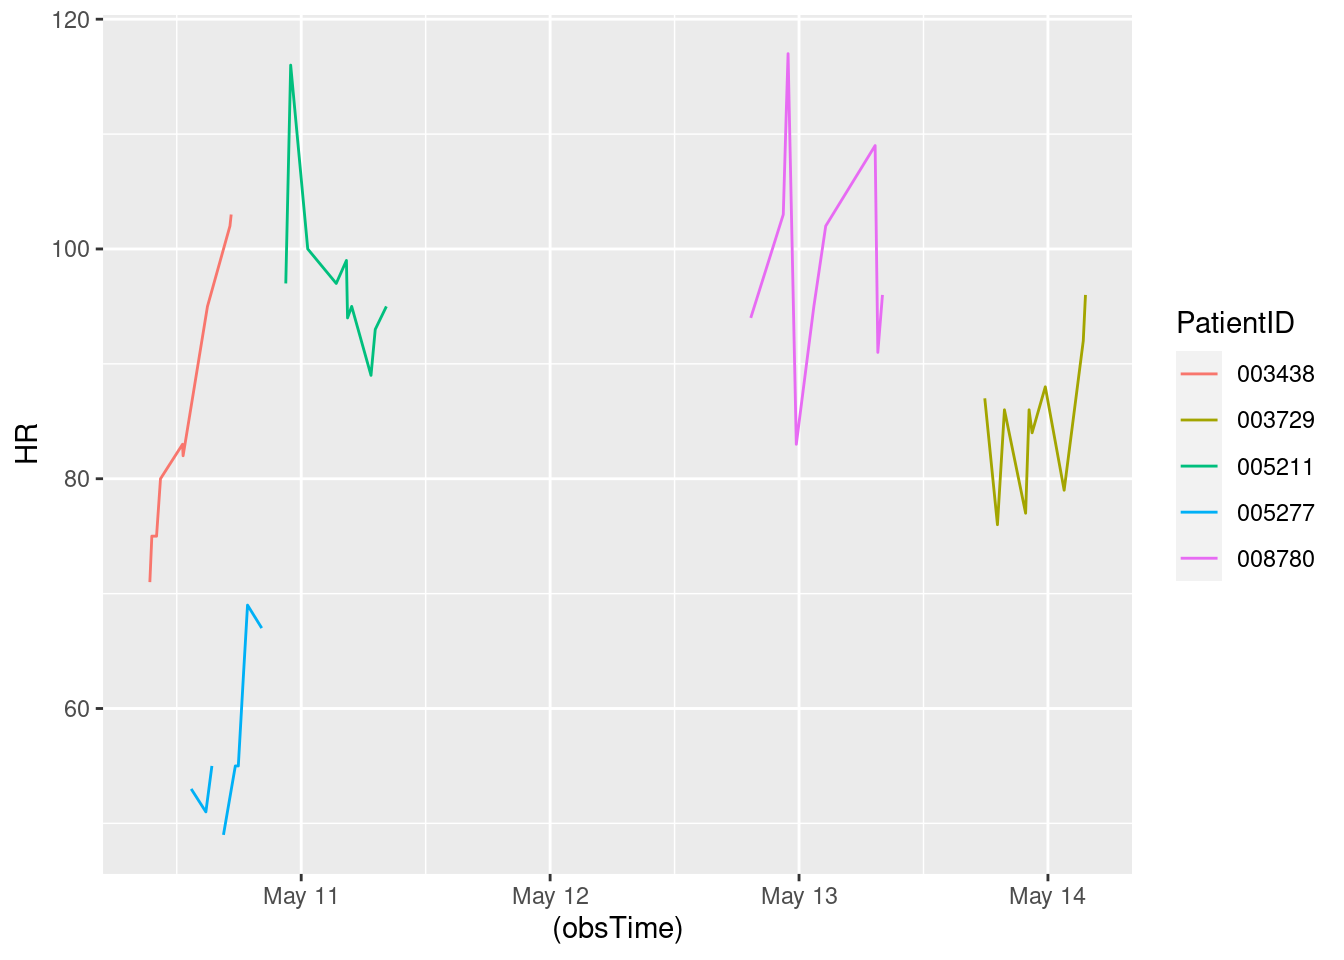 120
100
80
60
HR
May 11
May 12
May 13
May 14
(obsTime)
PatientID
003438
003729
005211
005277
008780